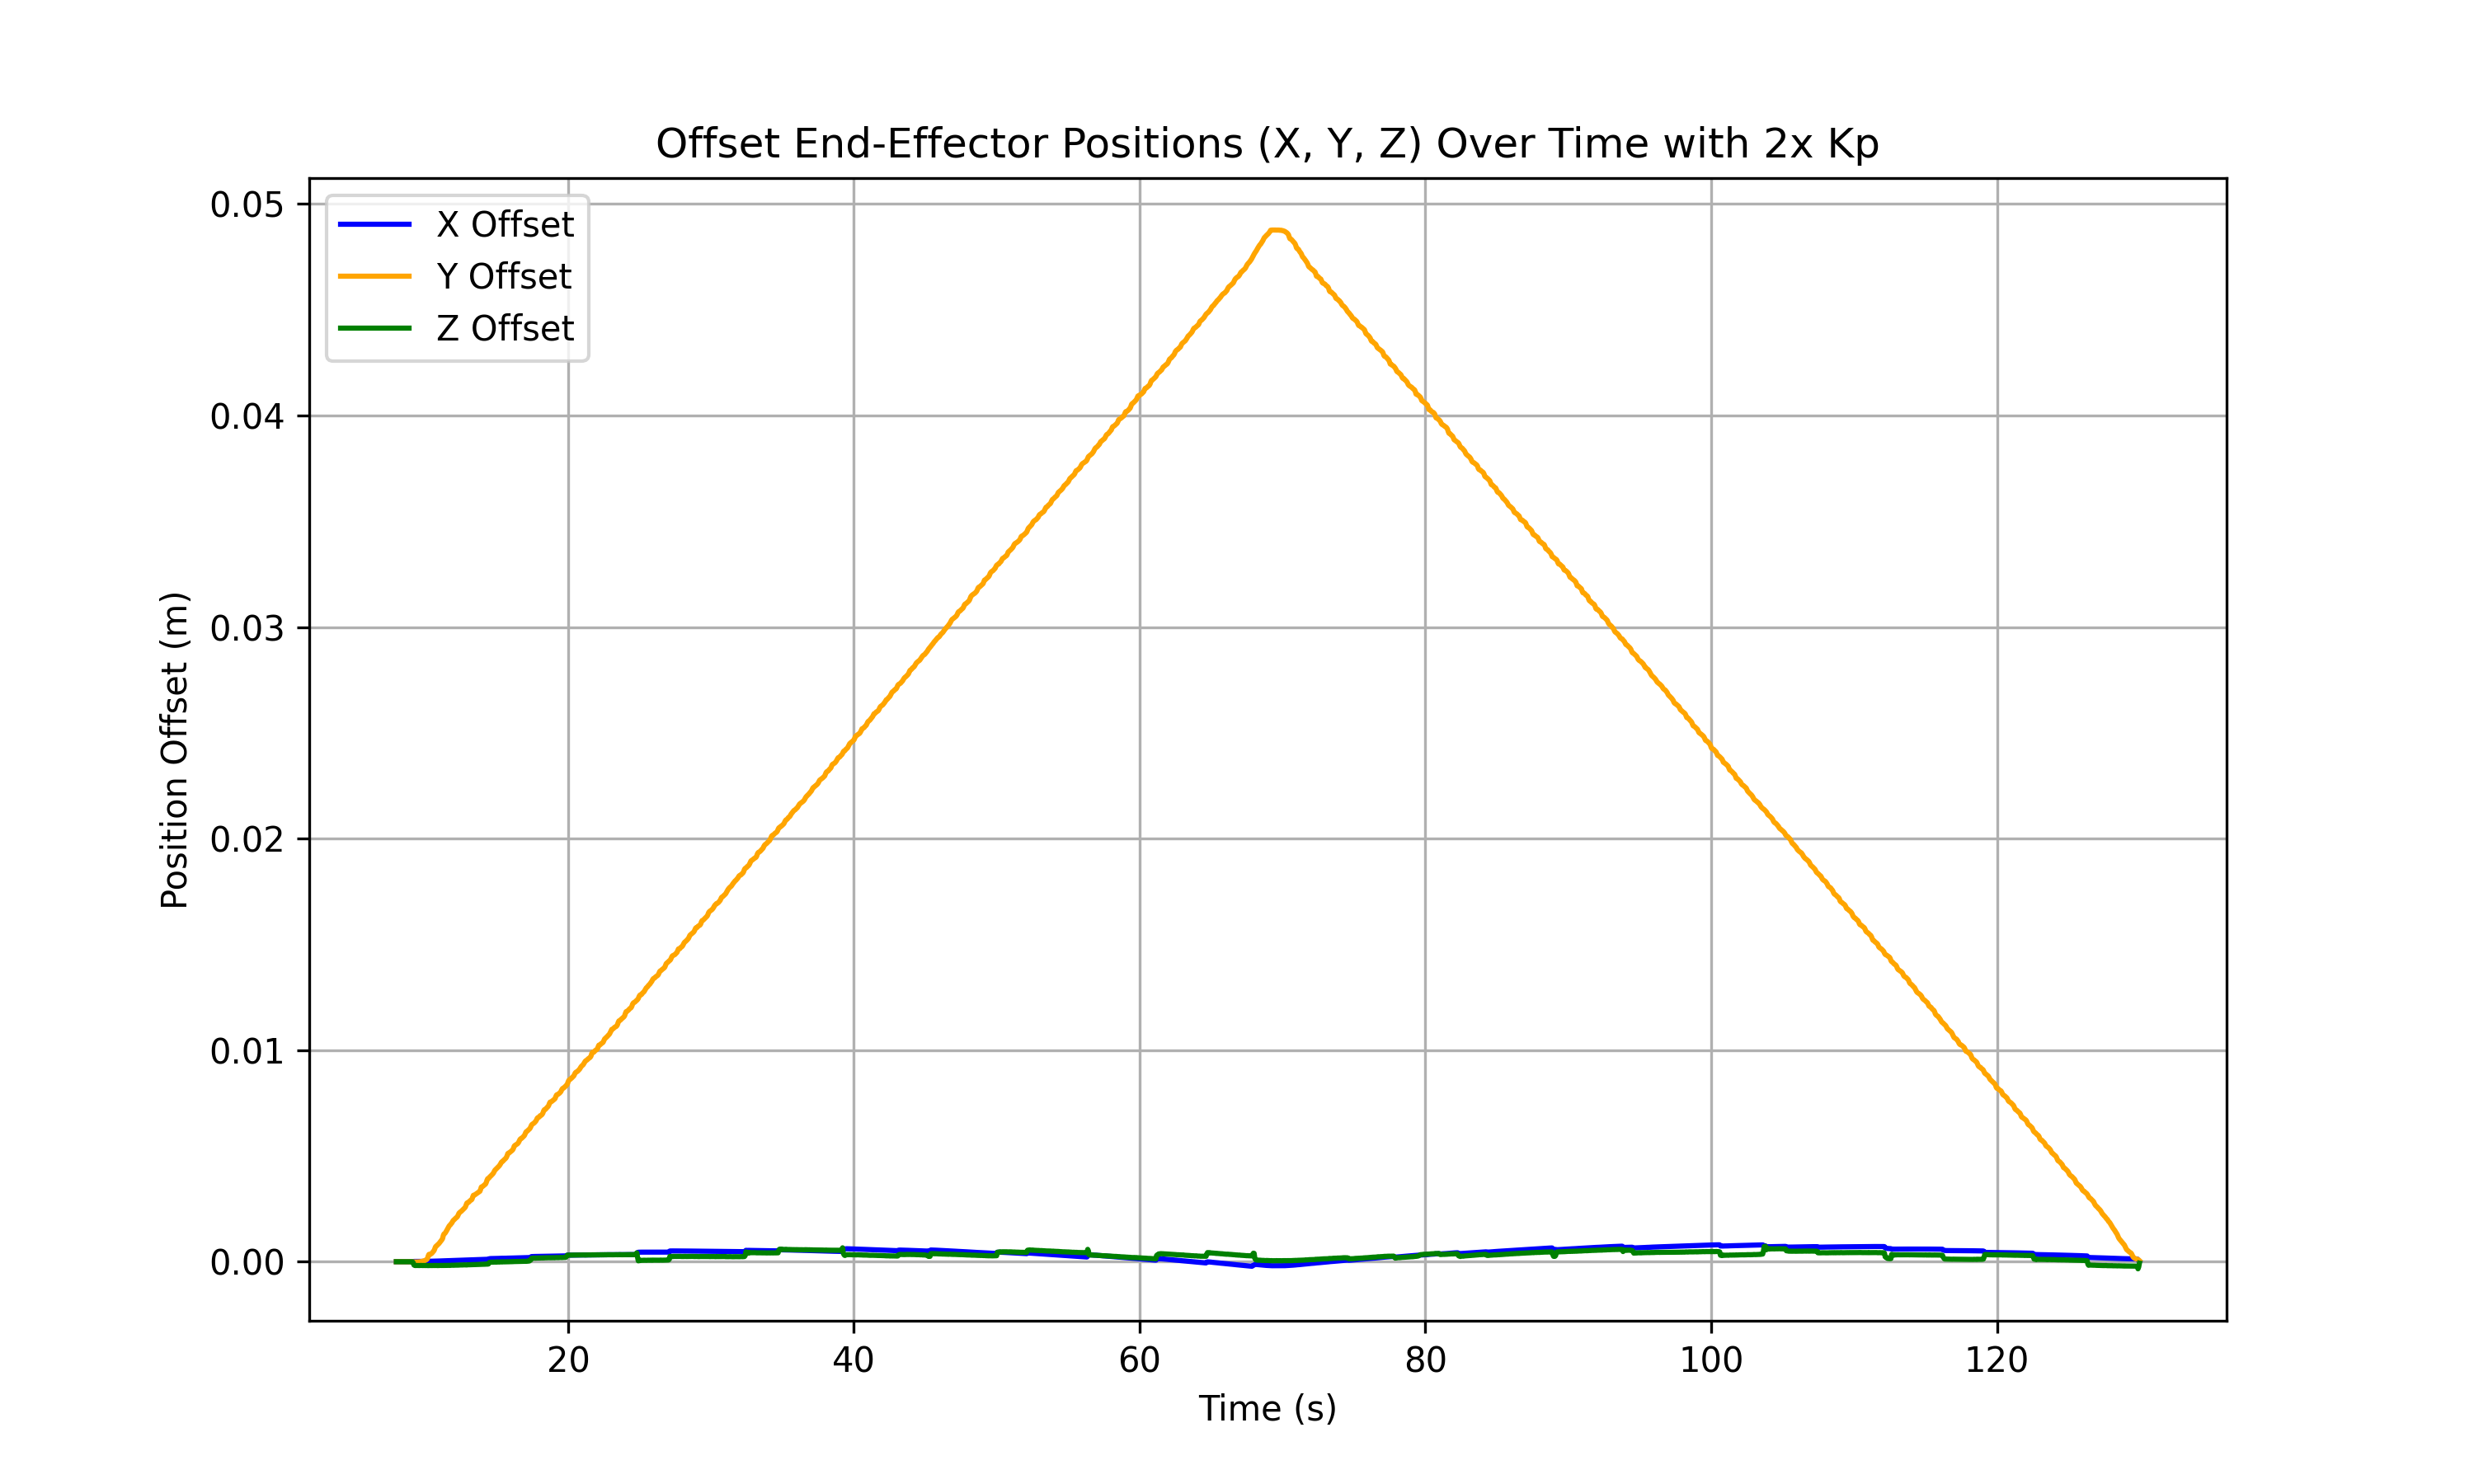 Offset End-Effector Positions (X, Y, Z) Over Time with 2x Kp
X Offset
Y Offset
Z Offset
Position Offset (m)
0.05
0.04
0.03
0.02
0.01
0.00
20 40 60 80 100 120
Time (s)